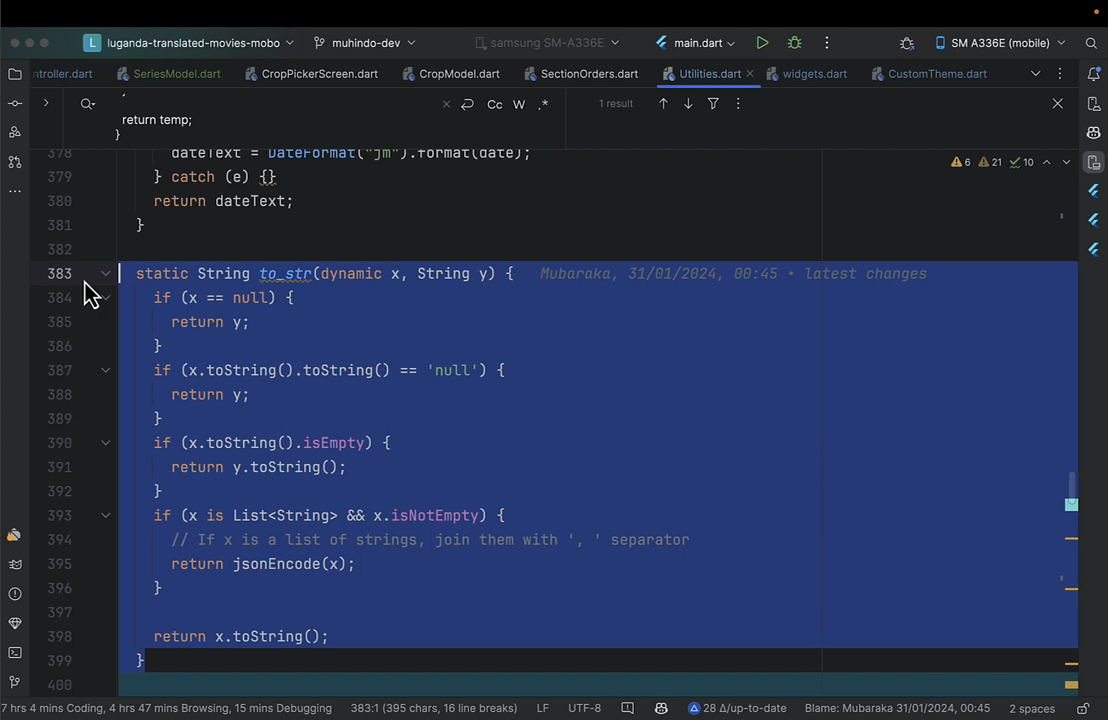 L luganda-translated-movies-mobo muhindo-dev samsung SM-A336E main.dart SM A336E (mobile)
ntroller.dart SeriesModel.dart CropPickerScreen.dart CropModel.dart SectionOrders.dart Utilities.dart widgets.dart CustomTheme.dart
}
return temp;
}
Cc W .* 1 result
378 dateText = DateFormat("jm").format(date);
379 } catch (e) {}
380 return dateText;
381 }
382
383 static String to_str(dynamic x, String y) { Mubaraka, 31/01/2024, 00:45 • latest changes
384 if (x == null) {
385 return y;
386 }
387 if (x.toString().toString() == 'null') {
388 return y;
389 }
390 if (x.toString().isEmpty) {
391 return y.toString();
392 }
393 if (x is List<String> && x.isNotEmpty) {
394 // If x is a list of strings, join them with ', ' separator
395 return jsonEncode(x);
396 }
397
398 return x.toString();
399 }
400
6 21 10
7 hrs 4 mins Coding, 4 hrs 47 mins Browsing, 15 mins Debugging 383:1 (395 chars, 16 line breaks) LF UTF-8 28 Δ/up-to-date Blame: Mubaraka 31/01/2024, 00:45 2 spaces